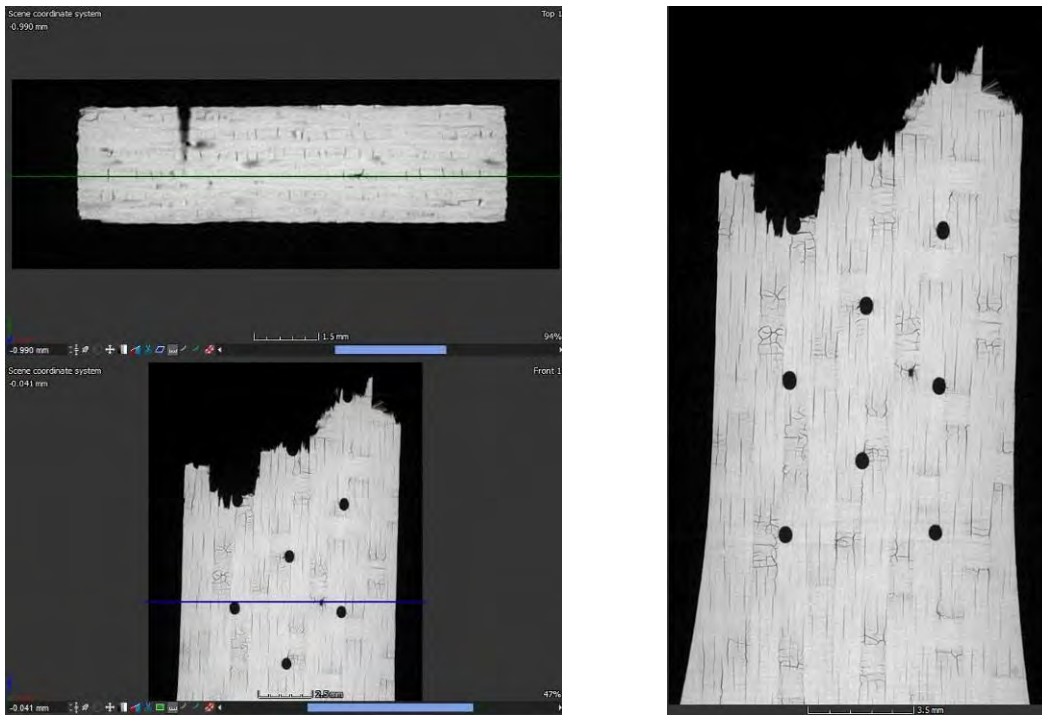 Scene coordinate system
Top 1
-0.990 mm
1.5 mm
94%
-0.990 mm
Scene coordinate system
Front 1
-0.041 mm
2.5 mm
47%
-0.041 mm
3.5 mm